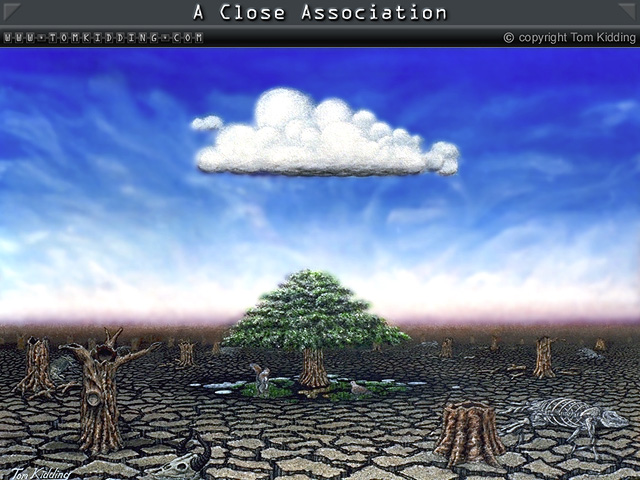 A Close Association
WWW.TOMKIDDING.COM
© copyright Tom Kidding
Tom Kidding